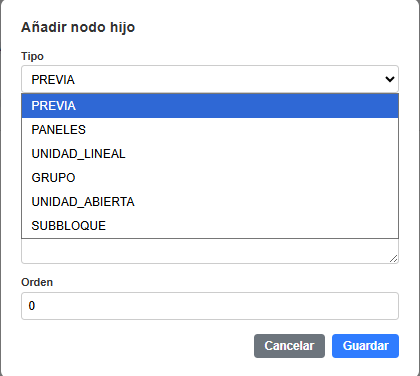 Añadir nodo hijo
Tipo
PREVIA
PREVIA
PANELES
UNIDAD_LINEAL
GRUPO
UNIDAD_ABIERTA
SUBBLOQUE
Orden
0
Cancelar Guardar